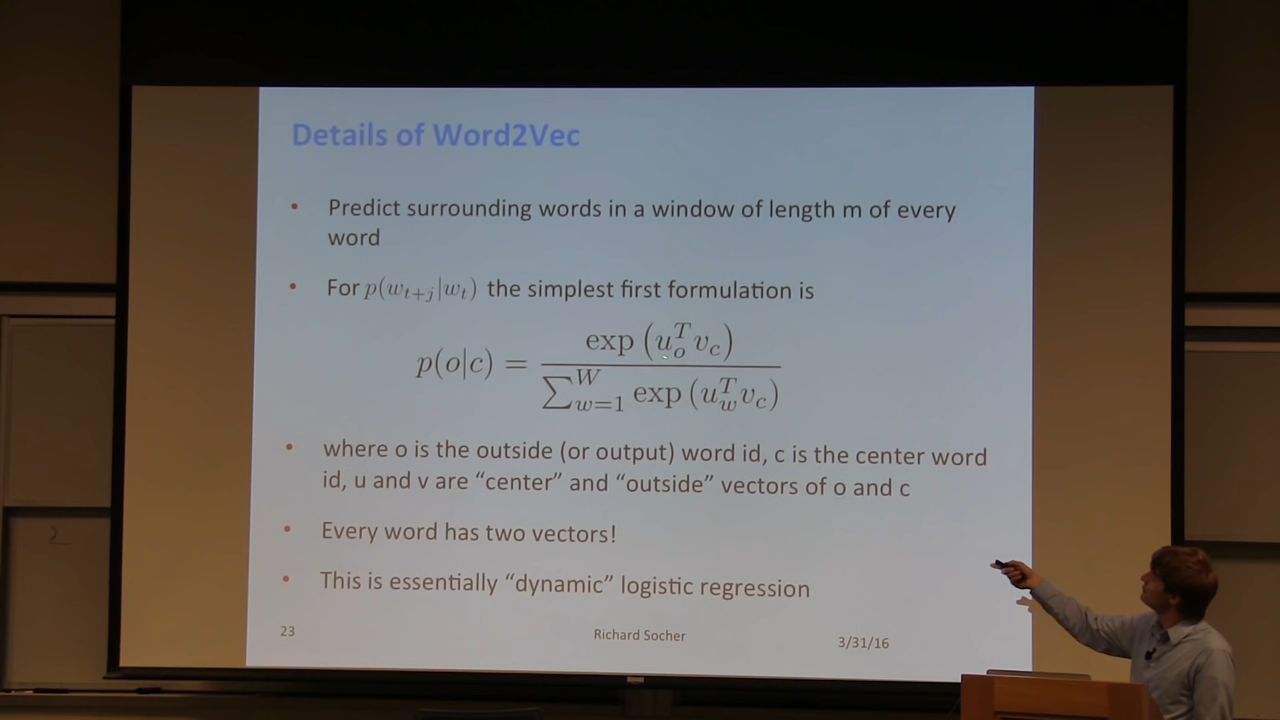 Details of Word2Vec
• Predict surrounding words in a window of length m of every
word
• For p(w_{t+j}|w_t) the simplest first formulation is
p(o|c) = exp(u_o^T v_c) / ∑_{w=1}^{W} exp(u_w^T v_c)
• where o is the outside (or output) word id, c is the center word
id, u and v are “center” and “outside” vectors of o and c
• Every word has two vectors!
• This is essentially “dynamic” logistic regression
23 Richard Socher 3/31/16